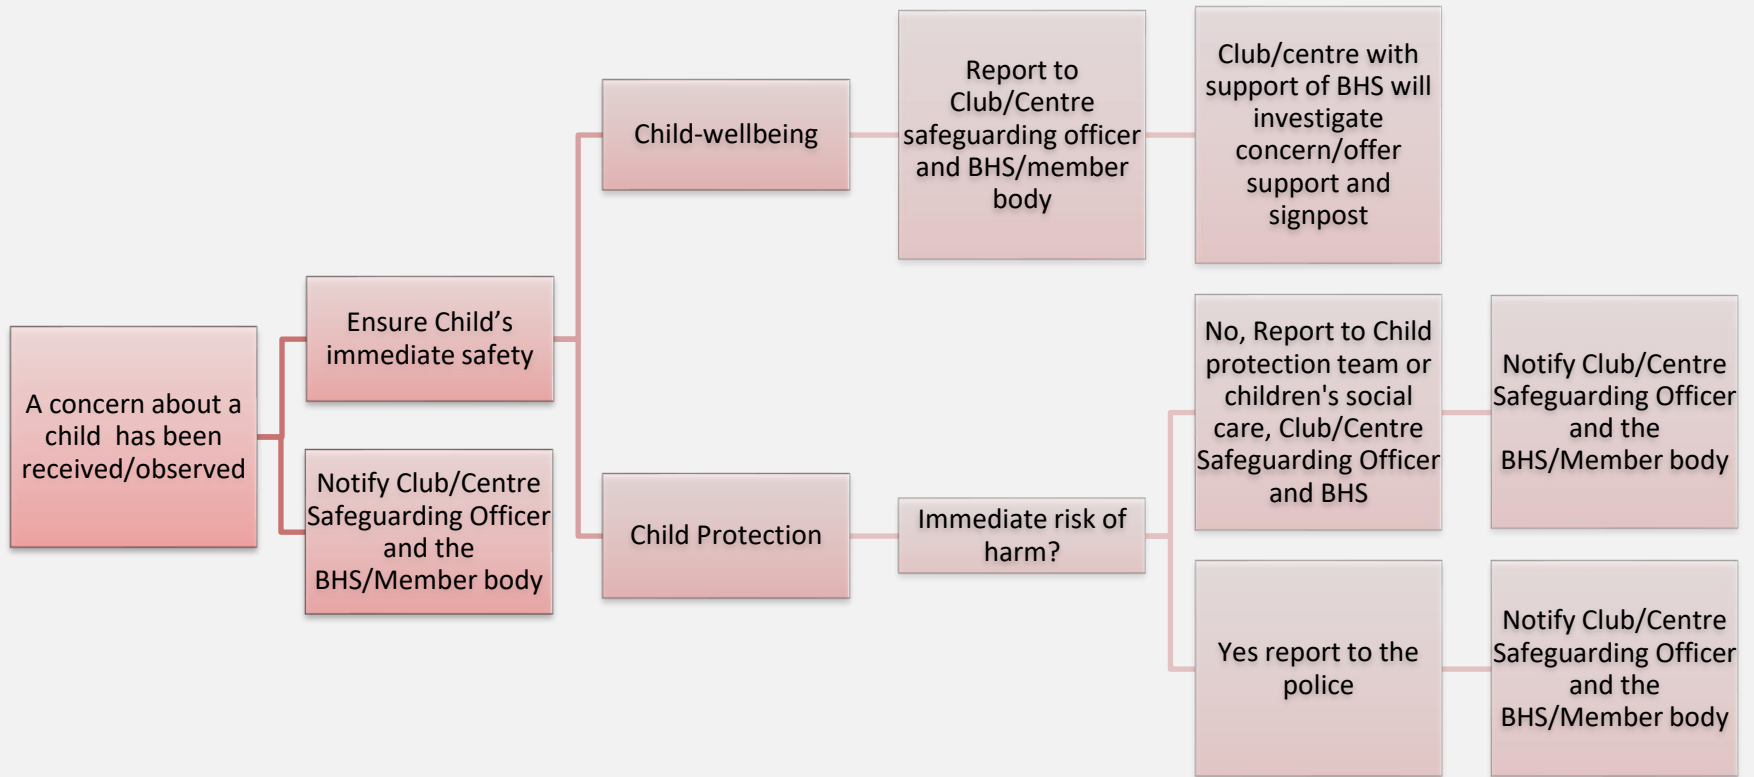 A concern about a
child has been
received/observed
Ensure Child’s
immediate safety
Notify Club/Centre
Safeguarding Officer
and the
BHS/Member body
Child-wellbeing
Report to
Club/Centre
safeguarding officer
and BHS/member
body
Club/centre with
support of BHS will
investigate
concern/offer
support and
signpost
Child Protection
Immediate risk of
harm?
No, Report to Child
protection team or
children's social
care, Club/Centre
Safeguarding Officer
and BHS
Notify Club/Centre
Safeguarding Officer
and the
BHS/Member body
Yes report to the
police
Notify Club/Centre
Safeguarding Officer
and the
BHS/Member body